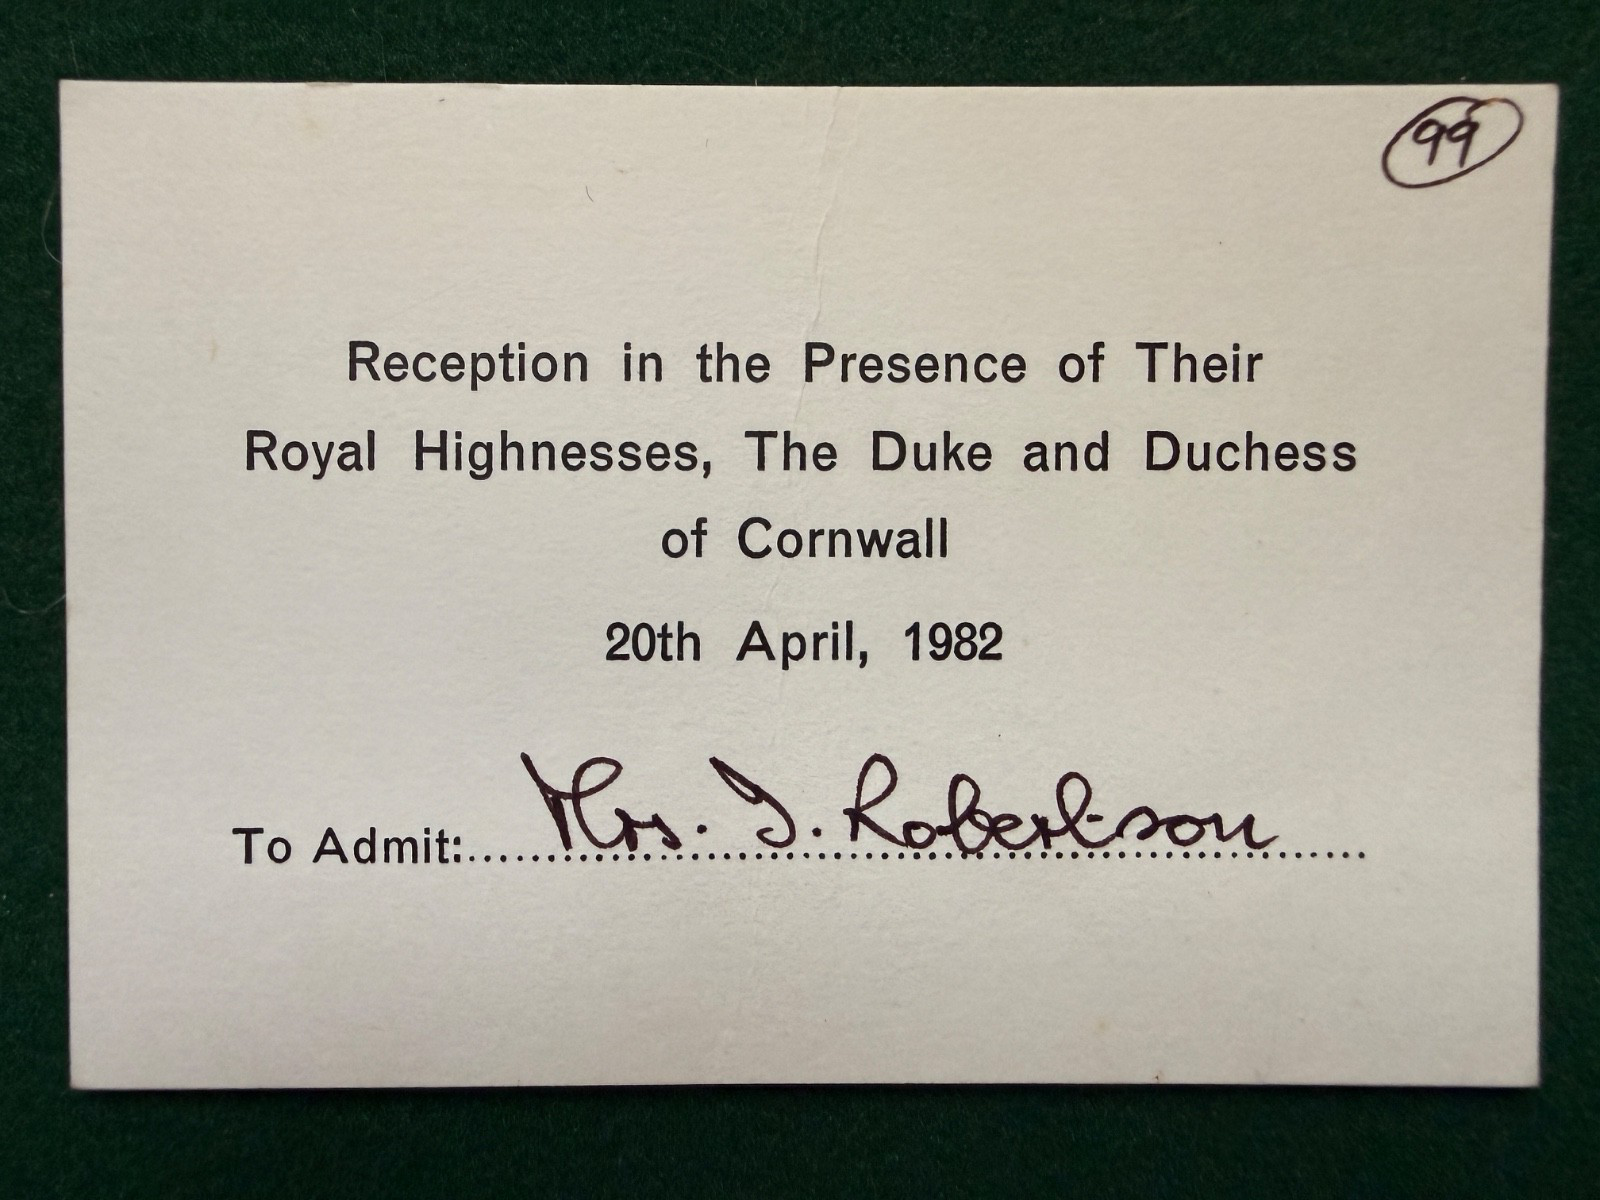 99
Reception in the Presence of Their
Royal Highnesses, The Duke and Duchess
of Cornwall
20th April, 1982
To Admit:.......Mrs. J. Robertson.......